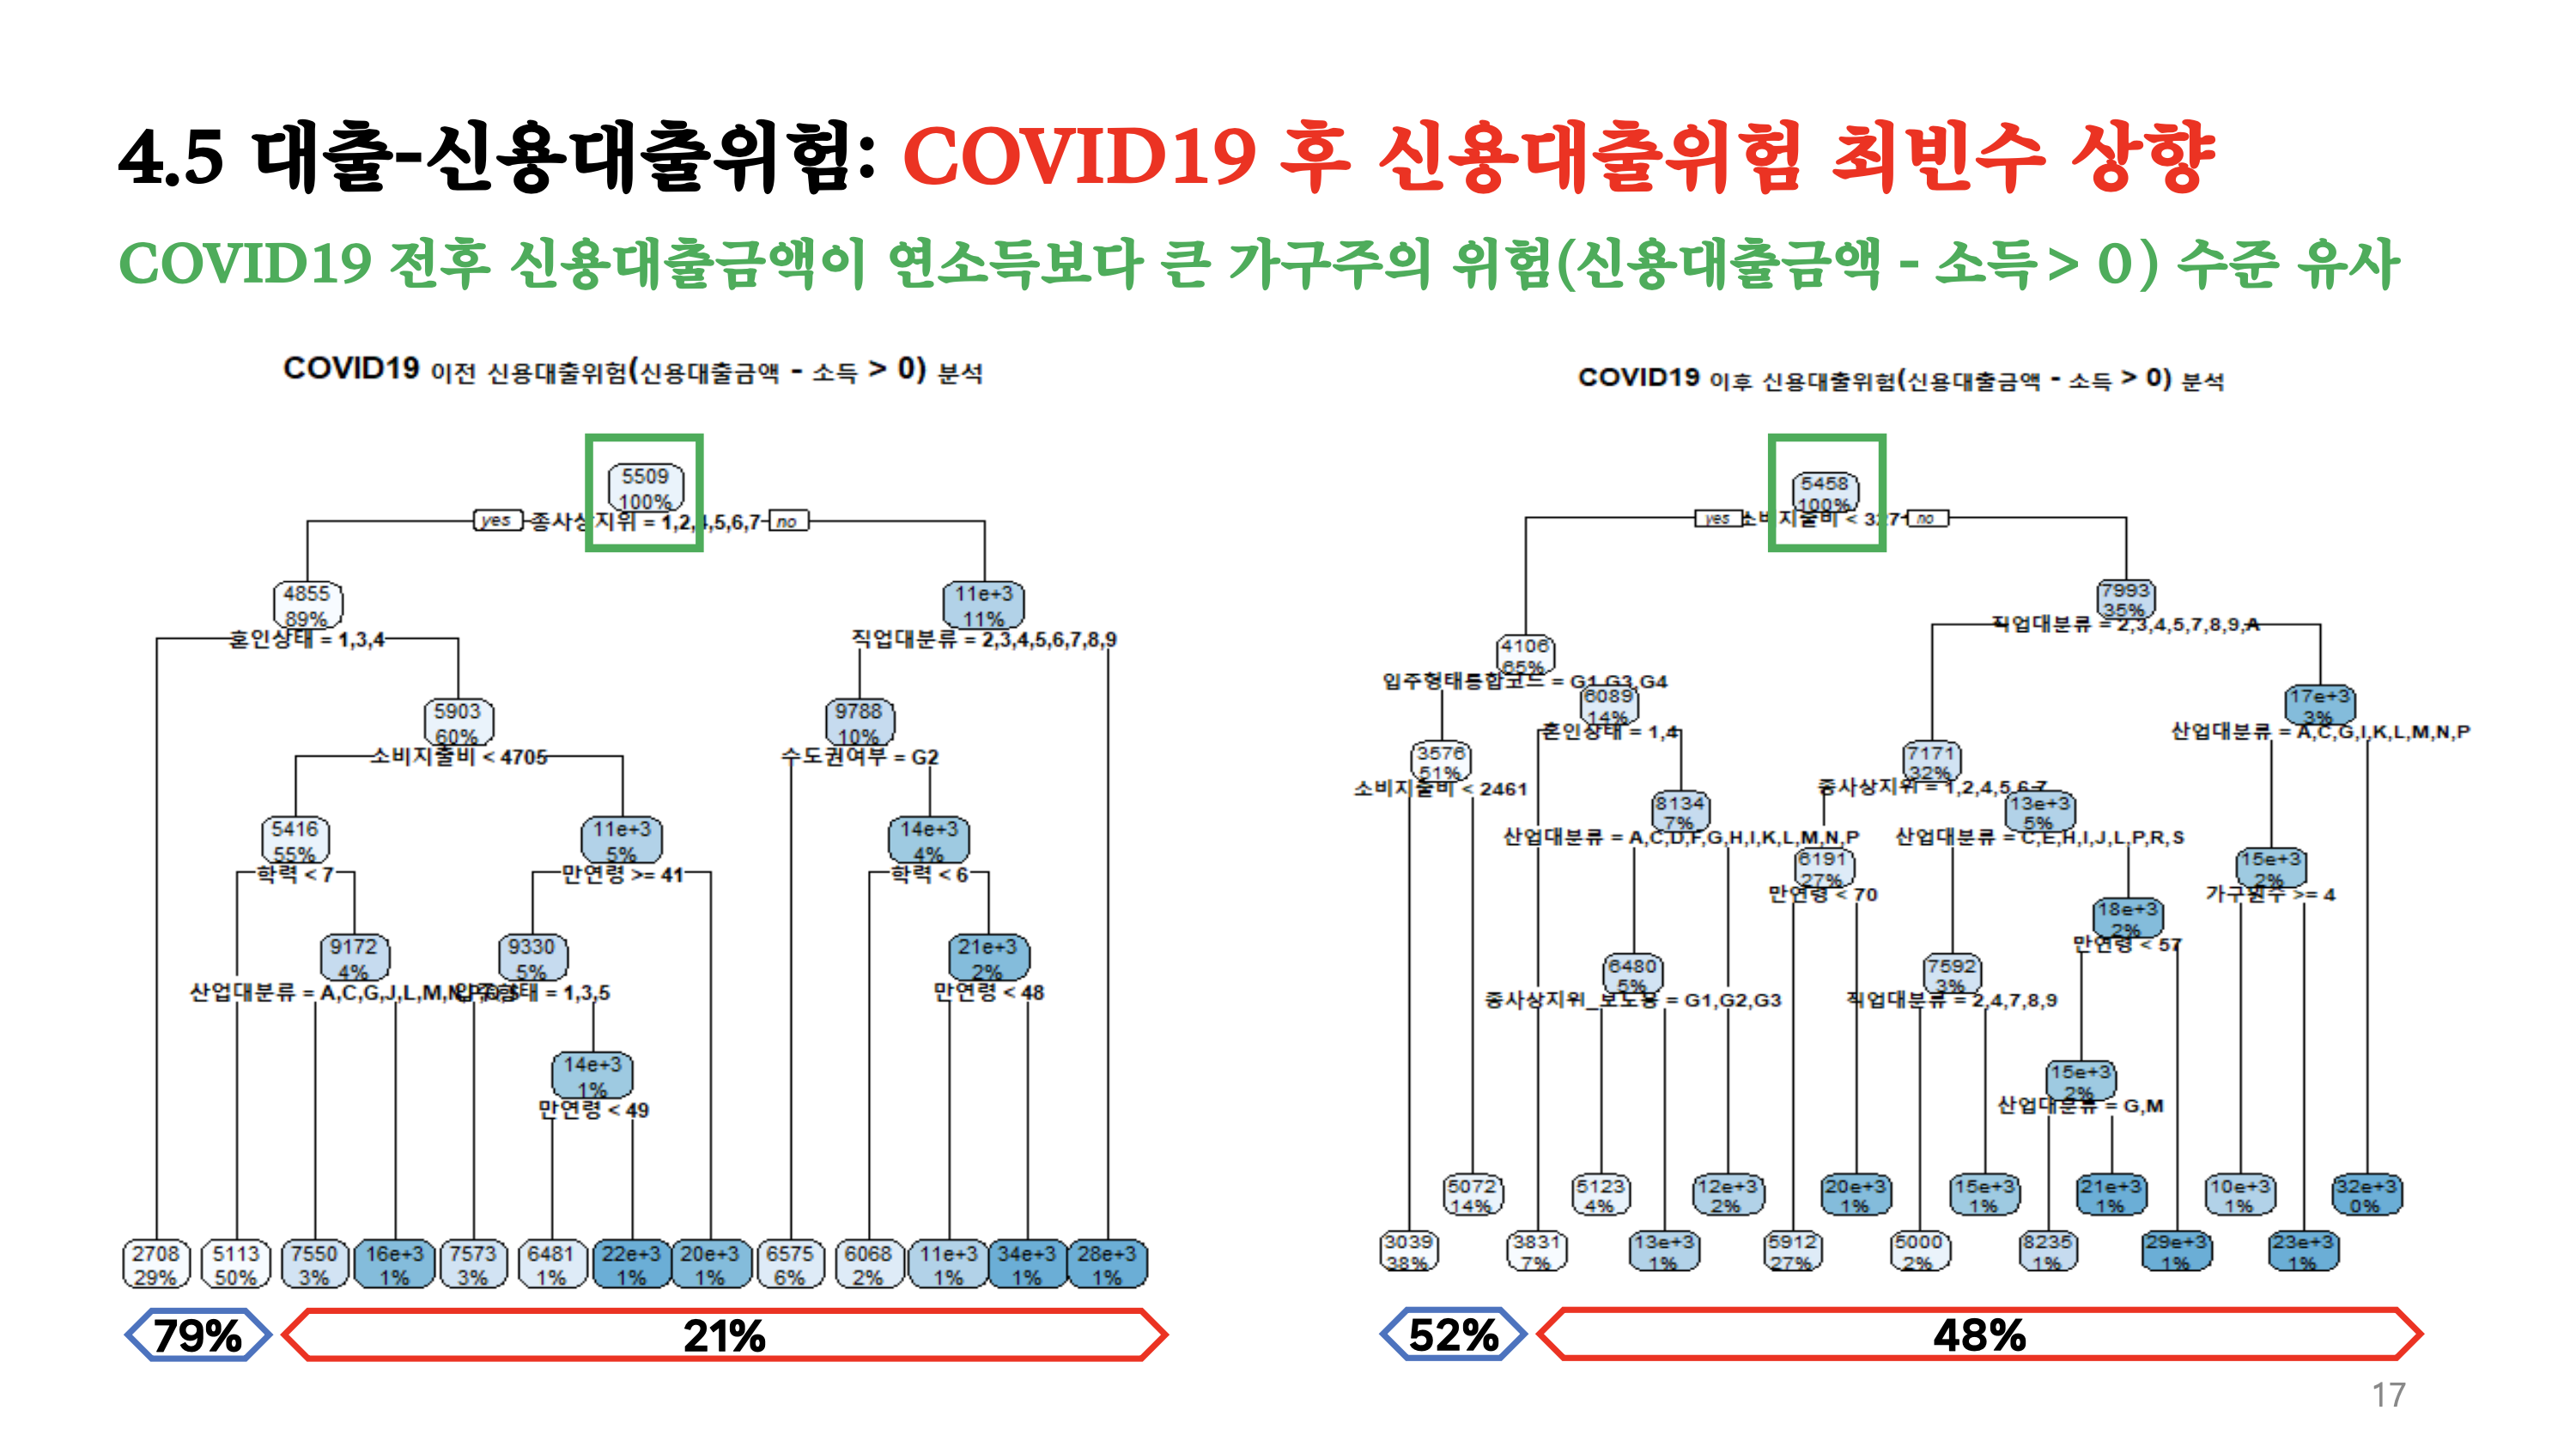 4.5 대출-신용대출위험: COVID19 후 신용대출위험 최빈수 상향
COVID19 전후 신용대출금액이 연소득보다 큰 가구주의 위험(신용대출금액 - 소득> 0) 수준 유사
COVID19 이전 신용대출위험(신용대출금액 - 소득 > 0) 분석
5509
100%
yes 종사상지위 = 1,2,4,5,6,7 no
4855
89%
혼인상태 = 1,3,4
11e+3
11%
직업대분류 = 2,3,4,5,6,7,8,9
5903
60%
소비지출비 < 4705
9788
10%
수도권여부 = G2
5416
55%
학력 < 7
11e+3
5%
만연령 >= 41
14e+3
4%
학력 < 6
9172
4%
산업대분류 = A,C,G,J,L,M,N,P
9330
5%
= 1,3,5
21e+3
2%
만연령 < 48
14e+3
1%
만연령 < 49
2708 5113 7550 16e+3 7573 6481 22e+3 20e+3 6575 6068 11e+3 34e+3 28e+3
29% 50% 3% 1% 3% 1% 1% 1% 6% 2% 1% 1% 1%
79% 21%
COVID19 이후 신용대출위험(신용대출금액 - 소득 > 0) 분석
5458
100%
yes 소비지출비 < 3271 no
7993
35%
직업대분류 = 2,3,4,5,7,8,9,A
4106
65%
입주형태통합코드 = G1,G3,G4
6089
14%
혼인상태 = 1,4
17e+3
3%
산업대분류 = A,C,G,I,K,L,M,N,P
3576
51%
소비지출비 < 2461
7171
32%
종사상지위 = 1,2,4,5,6,7
8134
7%
산업대분류 = A,C,D,F,G,H,I,K,L,M,N,P
13e+3
5%
산업대분류 = C,E,H,I,J,L,P,R,S
6191
27%
만연령 < 70
15e+3
2%
가구원수 >= 4
18e+3
2%
만연령 < 57
6480
5%
종사상지위_보도용 = G1,G2,G3
7592
3%
직업대분류 = 2,4,7,8,9
15e+3
2%
산업대분류 = G,M
5072 5123 12e+3 20e+3 15e+3 21e+3 10e+3 32e+3
14% 4% 2% 1% 1% 1% 1% 0%
3039 3831 13e+3 5912 5000 8235 29e+3 23e+3
38% 7% 1% 27% 2% 1% 1% 1%
52% 48%
17